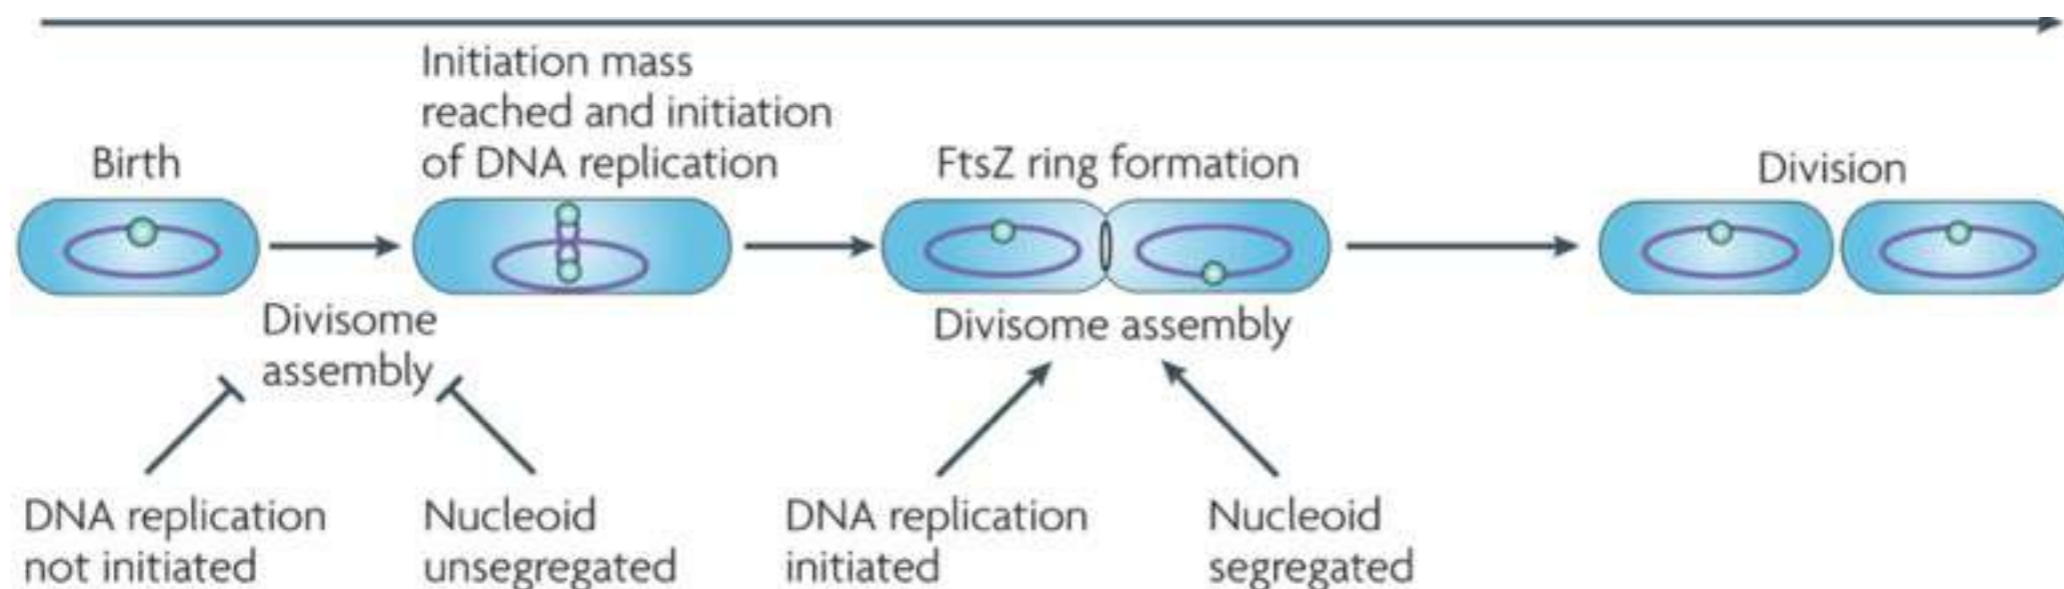 Birth
Initiation mass
reached and initiation
of DNA replication
FtsZ ring formation
Division
Divisome
assembly
Divisome assembly
DNA replication
not initiated
Nucleoid
unsegregated
DNA replication
initiated
Nucleoid
segregated